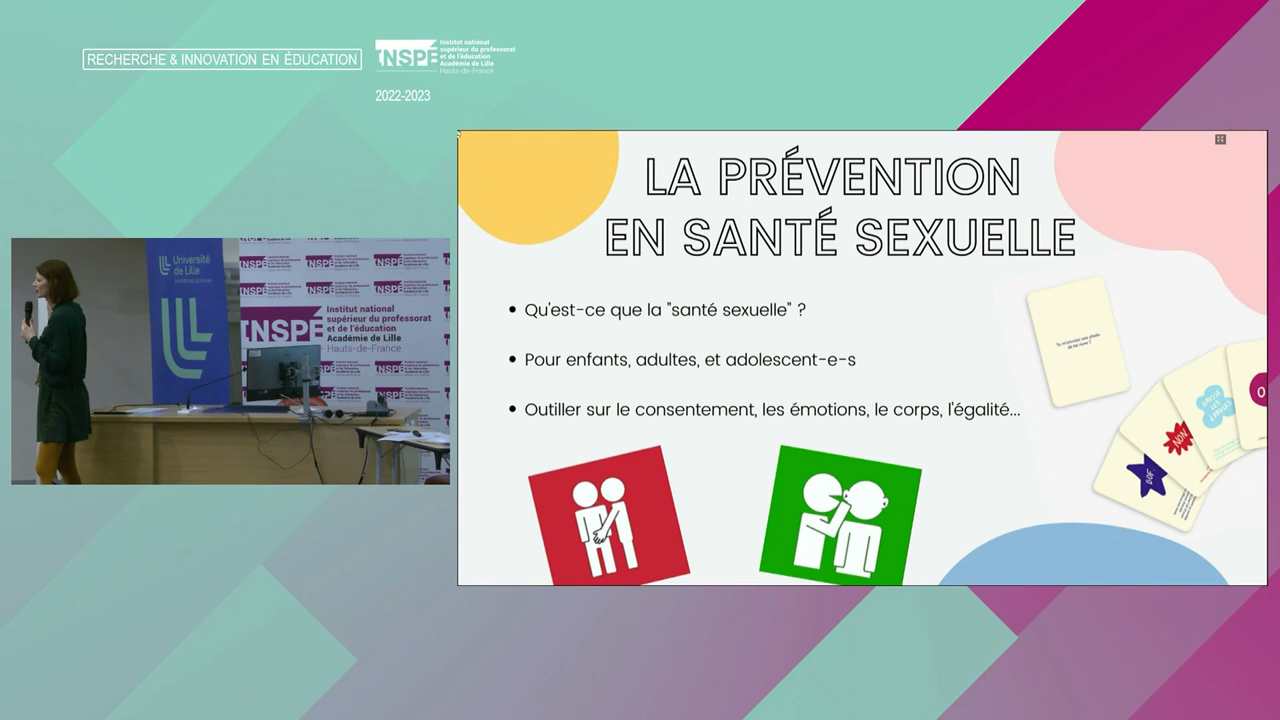 RECHERCHE & INNOVATION EN ÉDUCATION
INSPÉ
Institut national
supérieur du professorat
et de l'éducation
Académie de Lille
Hauts-de-France
2022-2023
LA PRÉVENTION
EN SANTÉ SEXUELLE
• Qu'est-ce que la "santé sexuelle" ?
• Pour enfants, adultes, et adolescent-e-s
• Outiller sur le consentement, les émotions, le corps, l'égalité...
NON
BOF
Université
de Lille
INSPÉ
Institut national
supérieur du professorat
et de l'éducation
Académie de Lille
Hauts-de-France